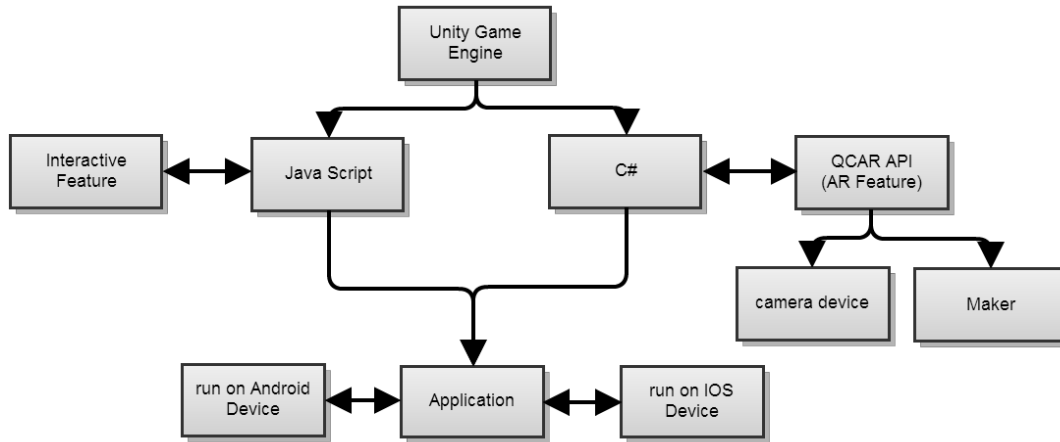 Unity Game
Engine
Interactive
Feature
Java Script
C#
QCAR API
(AR Feature)
camera device
Maker
run on Android
Device
Application
run on IOS
Device